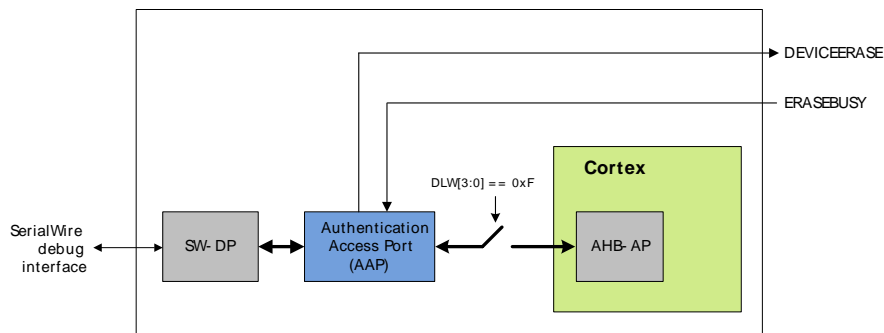 DEVICEERASE
ERASEBUSY
Cortex
DLW[3:0] == 0xF
SerialWire
debug
interface
SW-DP
Authentication
Access Port
(AAP)
AHB-AP